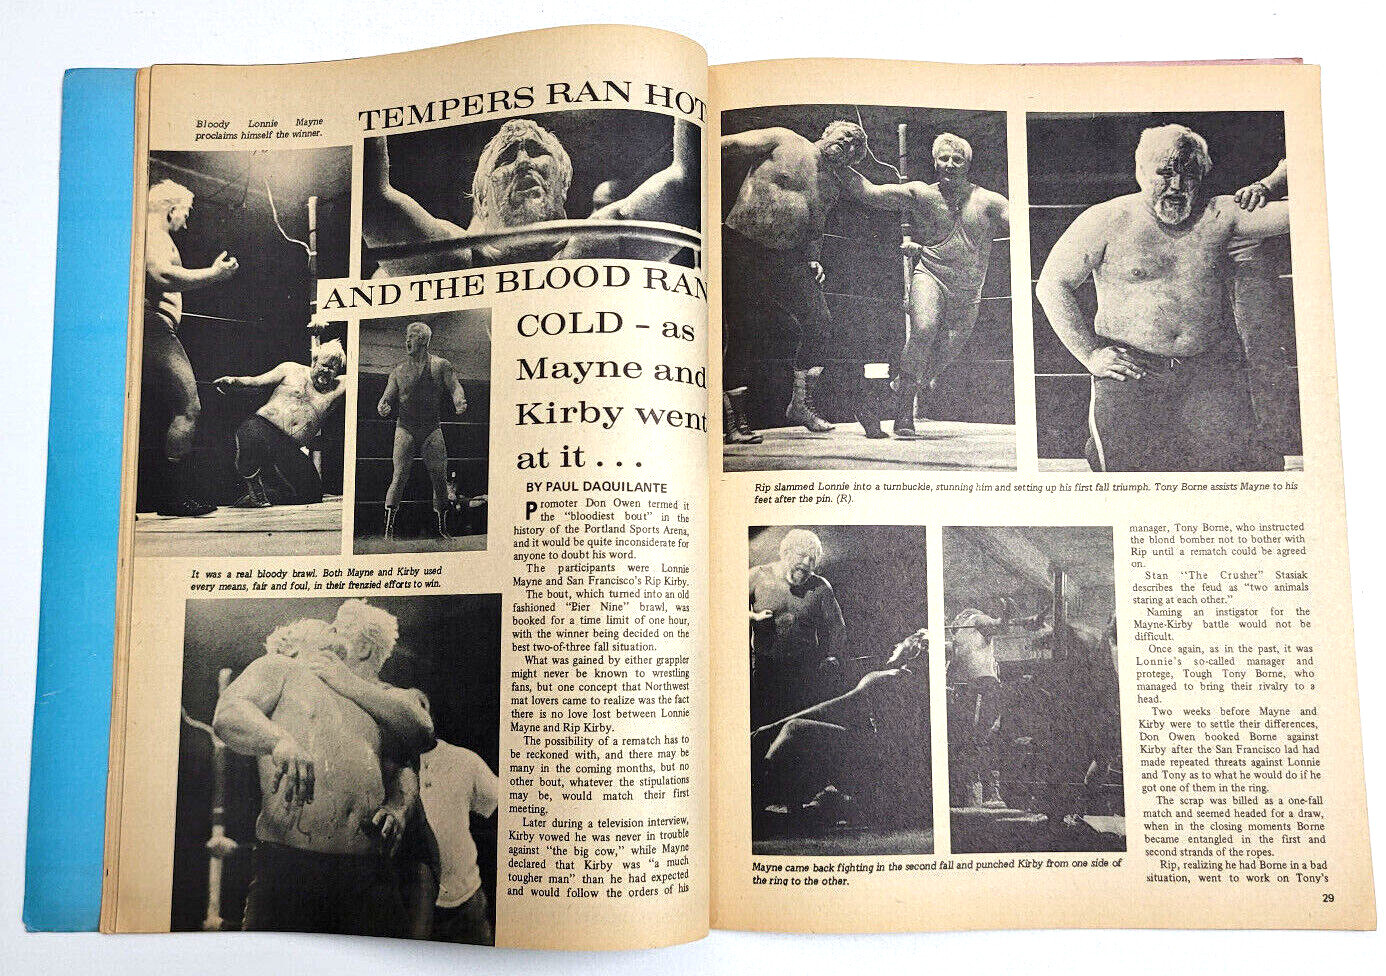 Bloody Lonnie Mayne
proclaims himself the winner.
TEMPERS RAN HOT
AND THE BLOOD RAN
COLD - as
Mayne and
Kirby went
at it . . .
BY PAUL DAQUILANTE
Promoter Don Owen termed it
the "bloodiest bout" in the
history of the Portland Sports Arena,
and it would be quite inconsiderate for
anyone to doubt his word.
The participants were Lonnie
Mayne and San Francisco's Rip Kirby.
The bout, which turned into an old
fashioned "Pier Nine" brawl, was
booked for a time limit of one hour,
with the winner being decided on the
best two-of-three fall situation.
What was gained by either grappler
might never be known to wrestling
fans, but one concept that Northwest
mat lovers came to realize was the fact
there is no love lost between Lonnie
Mayne and Rip Kirby.
The possibility of a rematch has to
be reckoned with, and there may be
many in the coming months, but no
other bout, whatever the stipulations
may be, would match their first
meeting.
Later during a television interview,
Kirby vowed he was never in trouble
against "the big cow," while Mayne
declared that Kirby was "a much
tougher man" than he had expected
and would follow the orders of his
It was a real bloody brawl. Both Mayne and Kirby used
every means, fair and foul, in their frenzied efforts to win.
Rip slammed Lonnie into a turnbuckle, stunning him and setting up his first fall triumph. Tony Borne assists Mayne to his
feet after the pin. (R).
Mayne came back fighting in the second fall and punched Kirby from one side of
the ring to the other.
manager, Tony Borne, who instructed
the blond bomber not to bother with
Rip until a rematch could be agreed
on.
Stan "The Crusher" Stasiak
describes the feud as "two animals
staring at each other."
Naming an instigator for the
Mayne-Kirby battle would not be
difficult.
Once again, as in the past, it was
Lonnie's so-called manager and
protege, Tough Tony Borne, who
managed to bring their rivalry to a
head.
Two weeks before Mayne and
Kirby were to settle their differences,
Don Owen booked Borne against
Kirby after the San Francisco lad had
made repeated threats against Lonnie
and Tony as to what he would do if he
got one of them in the ring.
The scrap was billed as a one-fall
match and seemed headed for a draw,
when in the closing moments Borne
became entangled in the first and
second strands of the ropes.
Rip, realizing he had Borne in a bad
situation, went to work on Tony's
29